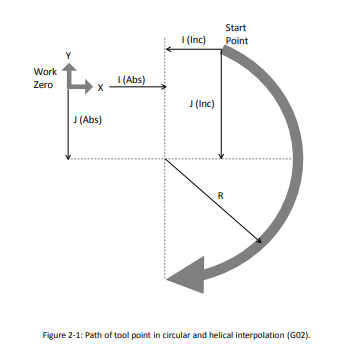 Start
Point
I (Inc)
Y
Work
Zero
X
I (Abs)
J (Inc)
J (Abs)
R
Figure 2-1: Path of tool point in circular and helical interpolation (G02).